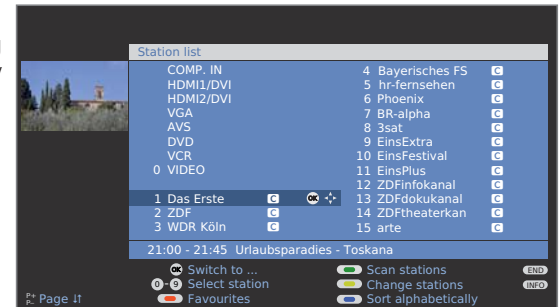 Station list
COMP. IN
HDMI1/DVI
HDMI2/DVI
VGA
AVS
DVD
VCR
0 VIDEO
1 Das Erste C OK
2 ZDF C
3 WDR Köln C
4 Bayerisches FS C
5 hr-fernsehen C
6 Phoenix C
7 BR-alpha C
8 3sat C
9 EinsExtra C
10 EinsFestival C
11 EinsPlus C
12 ZDFinfokanal C
13 ZDFdokukanal C
14 ZDFtheaterkan C
15 arte C
21:00 - 21:45 Urlaubsparadies - Toskana
OK Switch to ...
0-9 Select station
P+ P- Page Favourites
Scan stations END
Change stations INFO
Sort alphabetically